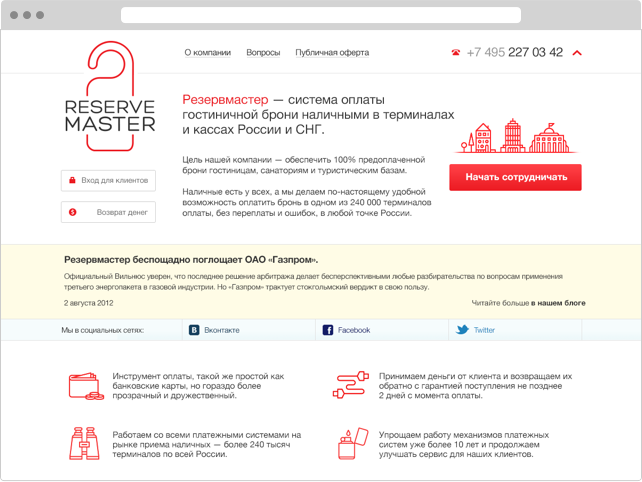 О компании
Вопросы
Публичная оферта
+7 495 227 03 42
RESERVE
MASTER
Резервмастер — система оплаты
гостиничной брони наличными в терминалах
и кассах России и СНГ.
Цель нашей компании — обеспечить 100% предоплаченной
брони гостиницам, санаториям и туристическим базам.
Наличные есть у всех, а мы делаем по-настоящему удобной
возможность оплатить бронь в одном из 240 000 терминалов
оплаты, без переплаты и ошибок, в любой точке России.
Начать сотрудничать
Вход для клиентов
Возврат денег
Резервмастер беспощадно поглощает ОАО «Газпром».
Официальный Вильнюс уверен, что последнее решение арбитража делает бесперспективными любые разбирательства по вопросам применения
третьего энергопакета в газовой индустрии. Но «Газпром» трактует стокгольмский вердикт в свою пользу.
2 августа 2012
Читайте больше в нашем блоге
Мы в социальных сетях:
Вконтакте
Facebook
Twitter
Инструмент оплаты, такой же простой как
банковские карты, но гораздо более
прозрачный и дружественный.
Принимаем деньги от клиента и возвращаем их
обратно с гарантией поступления не позднее
2 дней с момента оплаты.
Работаем со всеми платежными системами на
рынке приема наличных — более 240 тысяч
терминалов по всей России.
Упрощаем работу механизмов платежных
систем уже более 10 лет и продолжаем
улучшать сервис для наших клиентов.